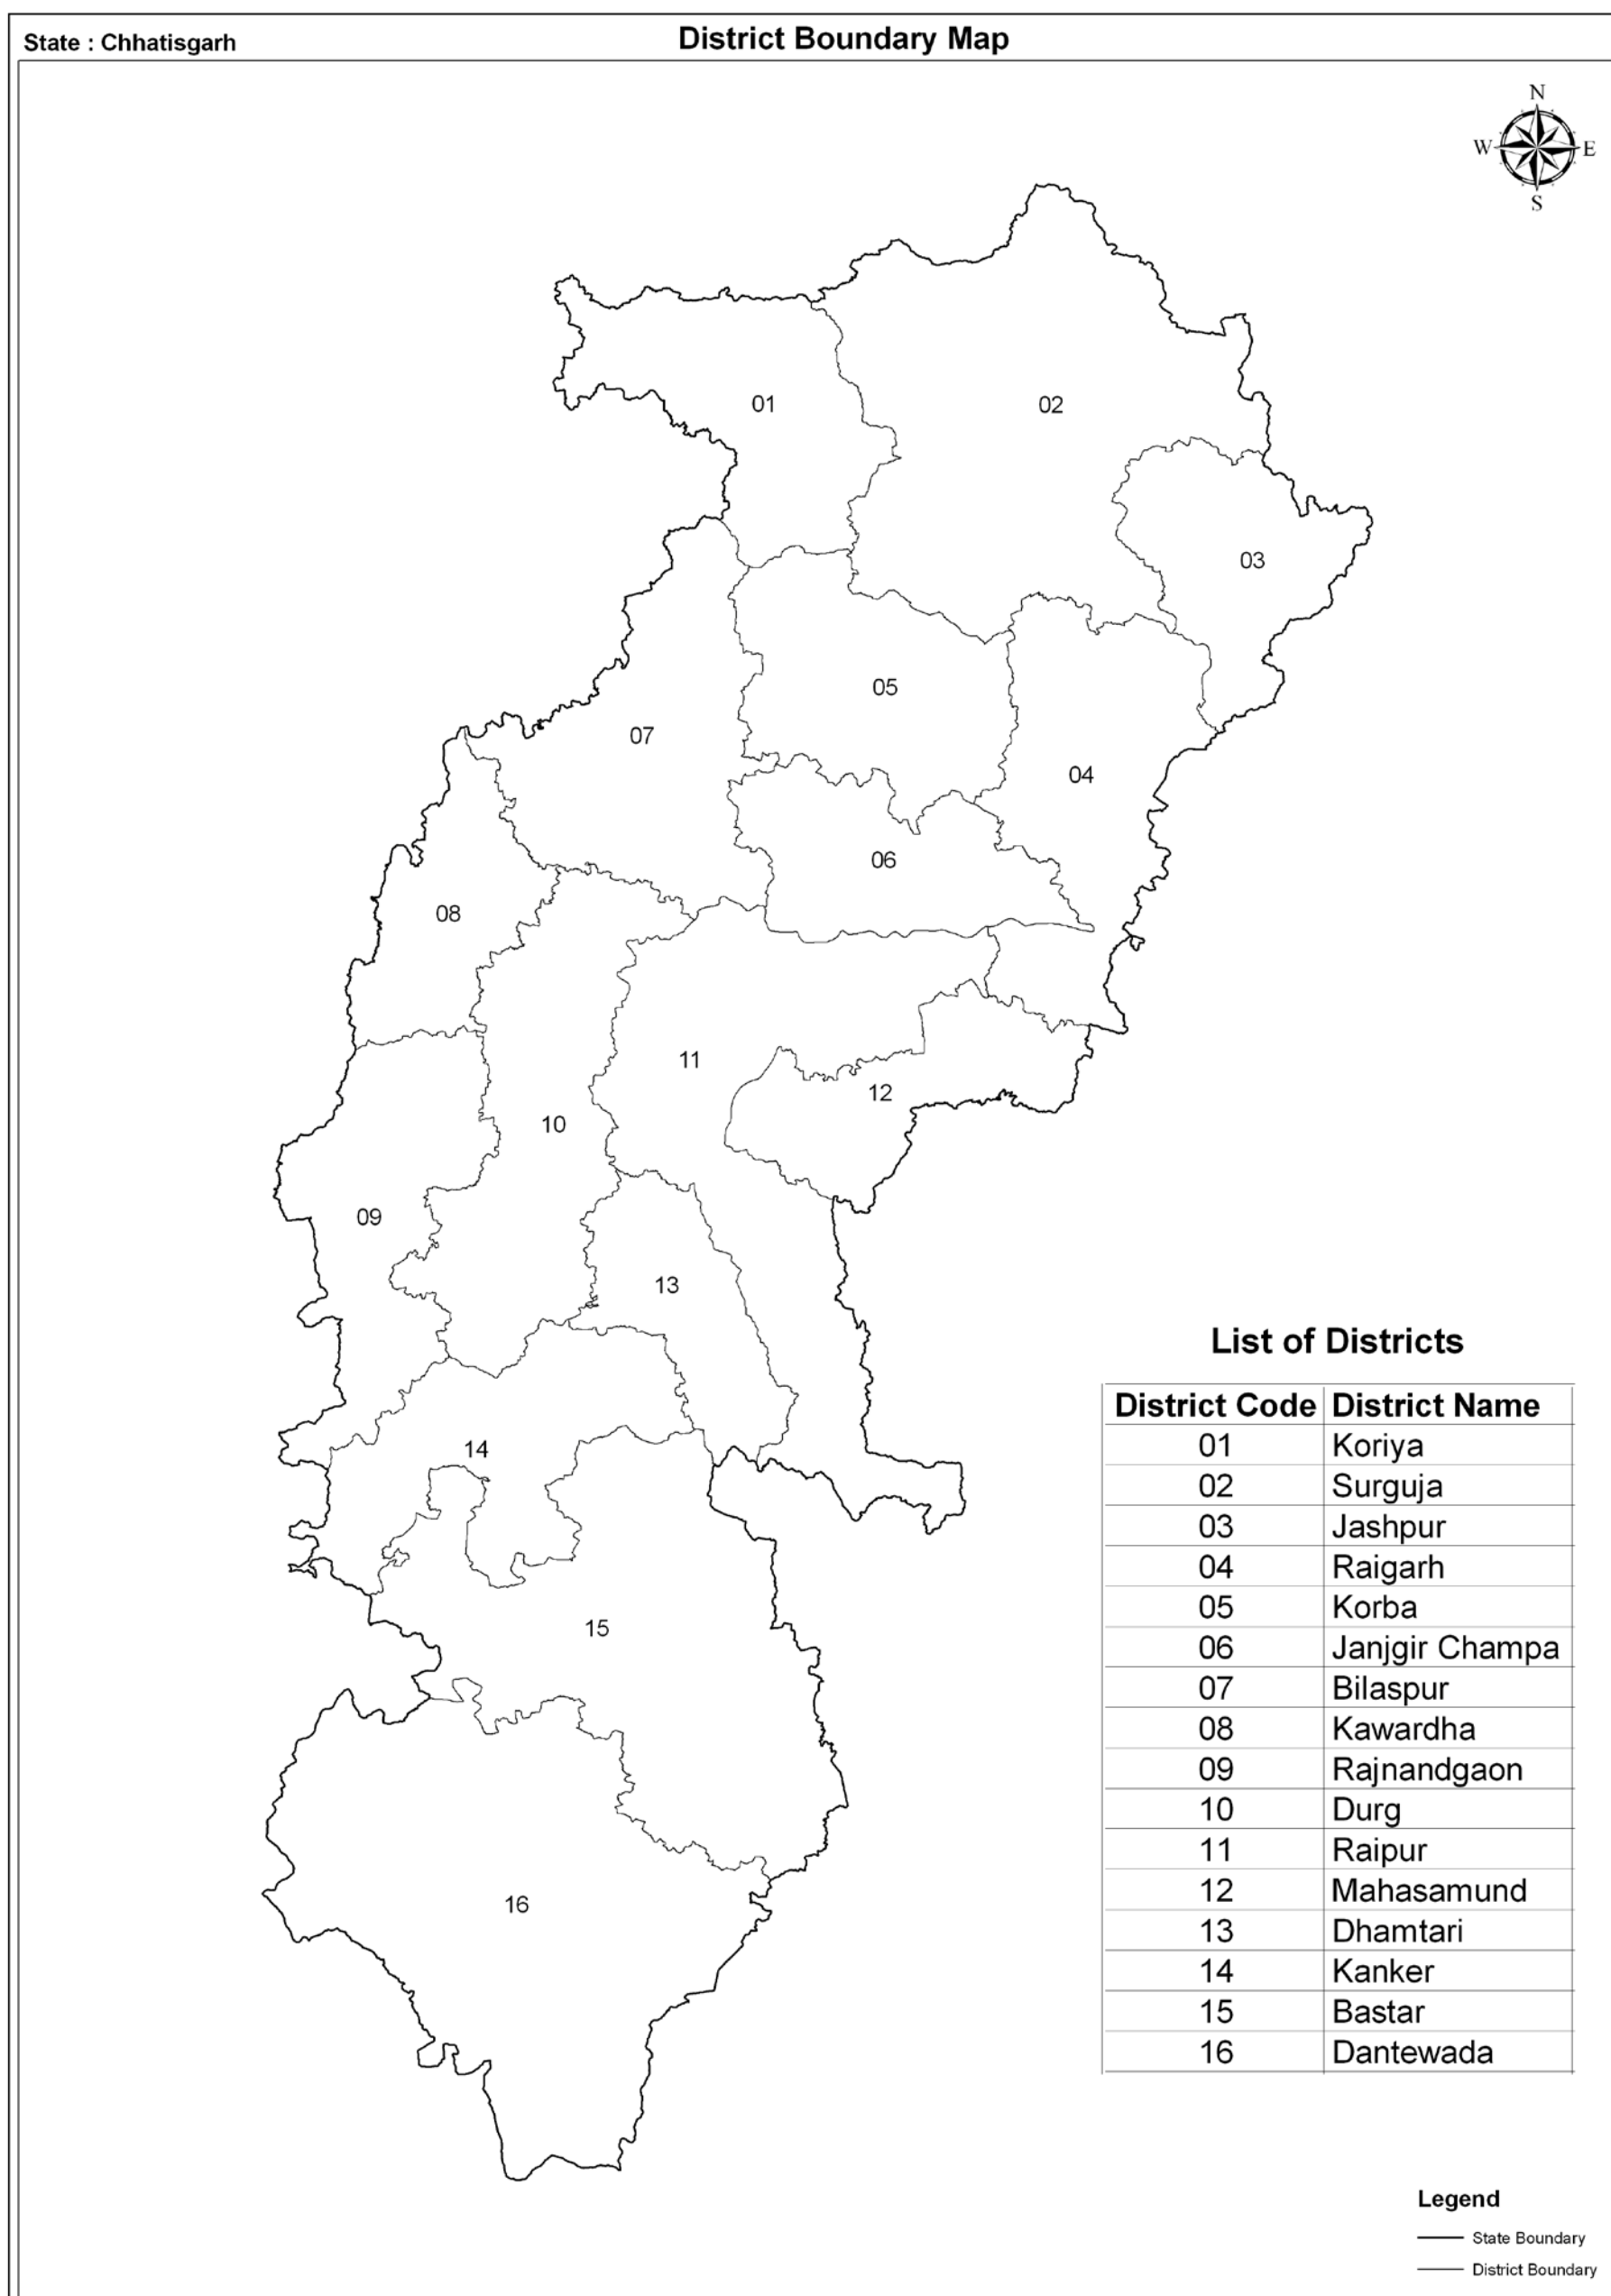 State : Chhatisgarh
District Boundary Map
N
W E
S
01
02
03
05
07
04
06
08
11
12
10
09
13
14
15
16
List of Districts
District Code District Name
01 Koriya
02 Surguja
03 Jashpur
04 Raigarh
05 Korba
06 Janjgir Champa
07 Bilaspur
08 Kawardha
09 Rajnandgaon
10 Durg
11 Raipur
12 Mahasamund
13 Dhamtari
14 Kanker
15 Bastar
16 Dantewada
Legend
State Boundary
District Boundary